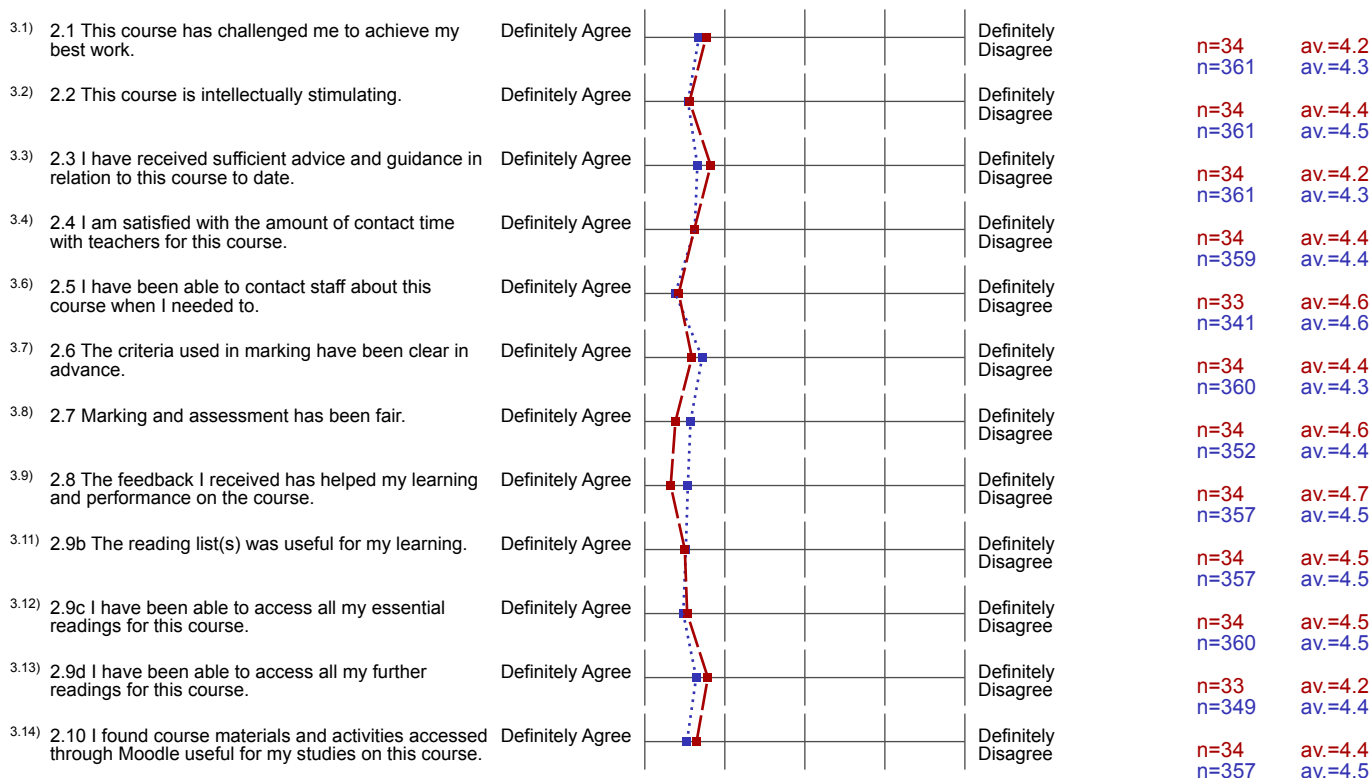 3.1) 2.1 This course has challenged me to achieve my Definitely Agree Definitely
best work. Disagree n=34 av.=4.2
n=361 av.=4.3
3.2) 2.2 This course is intellectually stimulating. Definitely Agree Definitely
Disagree n=34 av.=4.4
n=361 av.=4.5
3.3) 2.3 I have received sufficient advice and guidance in Definitely Agree Definitely
relation to this course to date. Disagree n=34 av.=4.2
n=361 av.=4.3
3.4) 2.4 I am satisfied with the amount of contact time Definitely Agree Definitely
with teachers for this course. Disagree n=34 av.=4.4
n=359 av.=4.4
3.6) 2.5 I have been able to contact staff about this Definitely Agree Definitely
course when I needed to. Disagree n=33 av.=4.6
n=341 av.=4.6
3.7) 2.6 The criteria used in marking have been clear in Definitely Agree Definitely
advance. Disagree n=34 av.=4.4
n=360 av.=4.3
3.8) 2.7 Marking and assessment has been fair. Definitely Agree Definitely
Disagree n=34 av.=4.6
n=352 av.=4.4
3.9) 2.8 The feedback I received has helped my learning Definitely Agree Definitely
and performance on the course. Disagree n=34 av.=4.7
n=357 av.=4.5
3.11) 2.9b The reading list(s) was useful for my learning. Definitely Agree Definitely
Disagree n=34 av.=4.5
n=357 av.=4.5
3.12) 2.9c I have been able to access all my essential Definitely Agree Definitely
readings for this course. Disagree n=34 av.=4.5
n=360 av.=4.5
3.13) 2.9d I have been able to access all my further Definitely Agree Definitely
readings for this course. Disagree n=33 av.=4.2
n=349 av.=4.4
3.14) 2.10 I found course materials and activities accessed Definitely Agree Definitely
through Moodle useful for my studies on this course. Disagree n=34 av.=4.4
n=357 av.=4.5